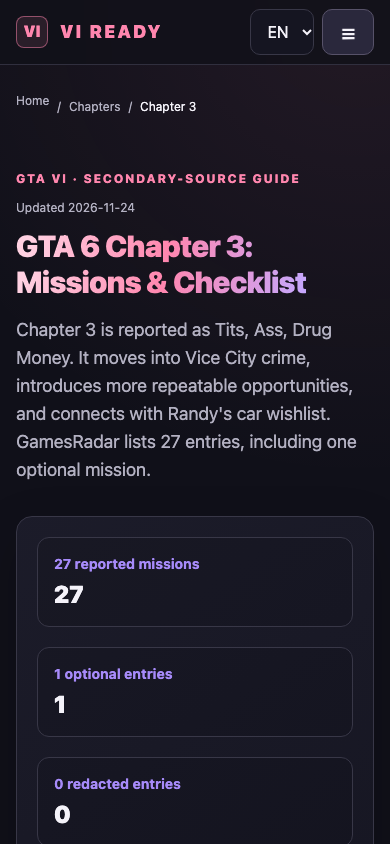 VI VI READY EN
Home / Chapters / Chapter 3
GTA VI · SECONDARY-SOURCE GUIDE
Updated 2026-11-24
GTA 6 Chapter 3:
Missions & Checklist
Chapter 3 is reported as Tits, Ass, Drug
Money. It moves into Vice City crime,
introduces more repeatable opportunities,
and connects with Randy's car wishlist.
GamesRadar lists 27 entries, including one
optional mission.
27 reported missions
27
1 optional entries
1
0 redacted entries
0